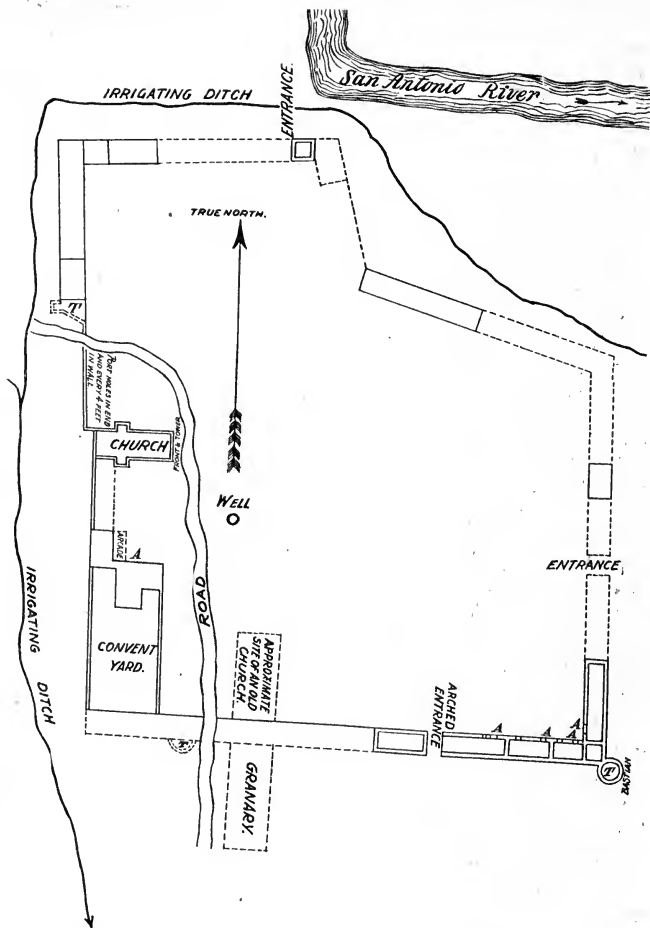 San Antonio River
IRRIGATING DITCH
ENTRANCE.
TRUE NORTH.
T
PORT HOLES IN END
AND EVERY 4 FEET
IN WALL
CHURCH
FRONT & TOWER
WELL
ARCADE
A
ENTRANCE
IRRIGATING DITCH
ROAD
CONVENT
YARD.
APPROXIMATE
SITE OF AN OLD
CHURCH.
ARCHED
ENTRANCE
A
A
A
A
T
BASTIAN
GRANARY.